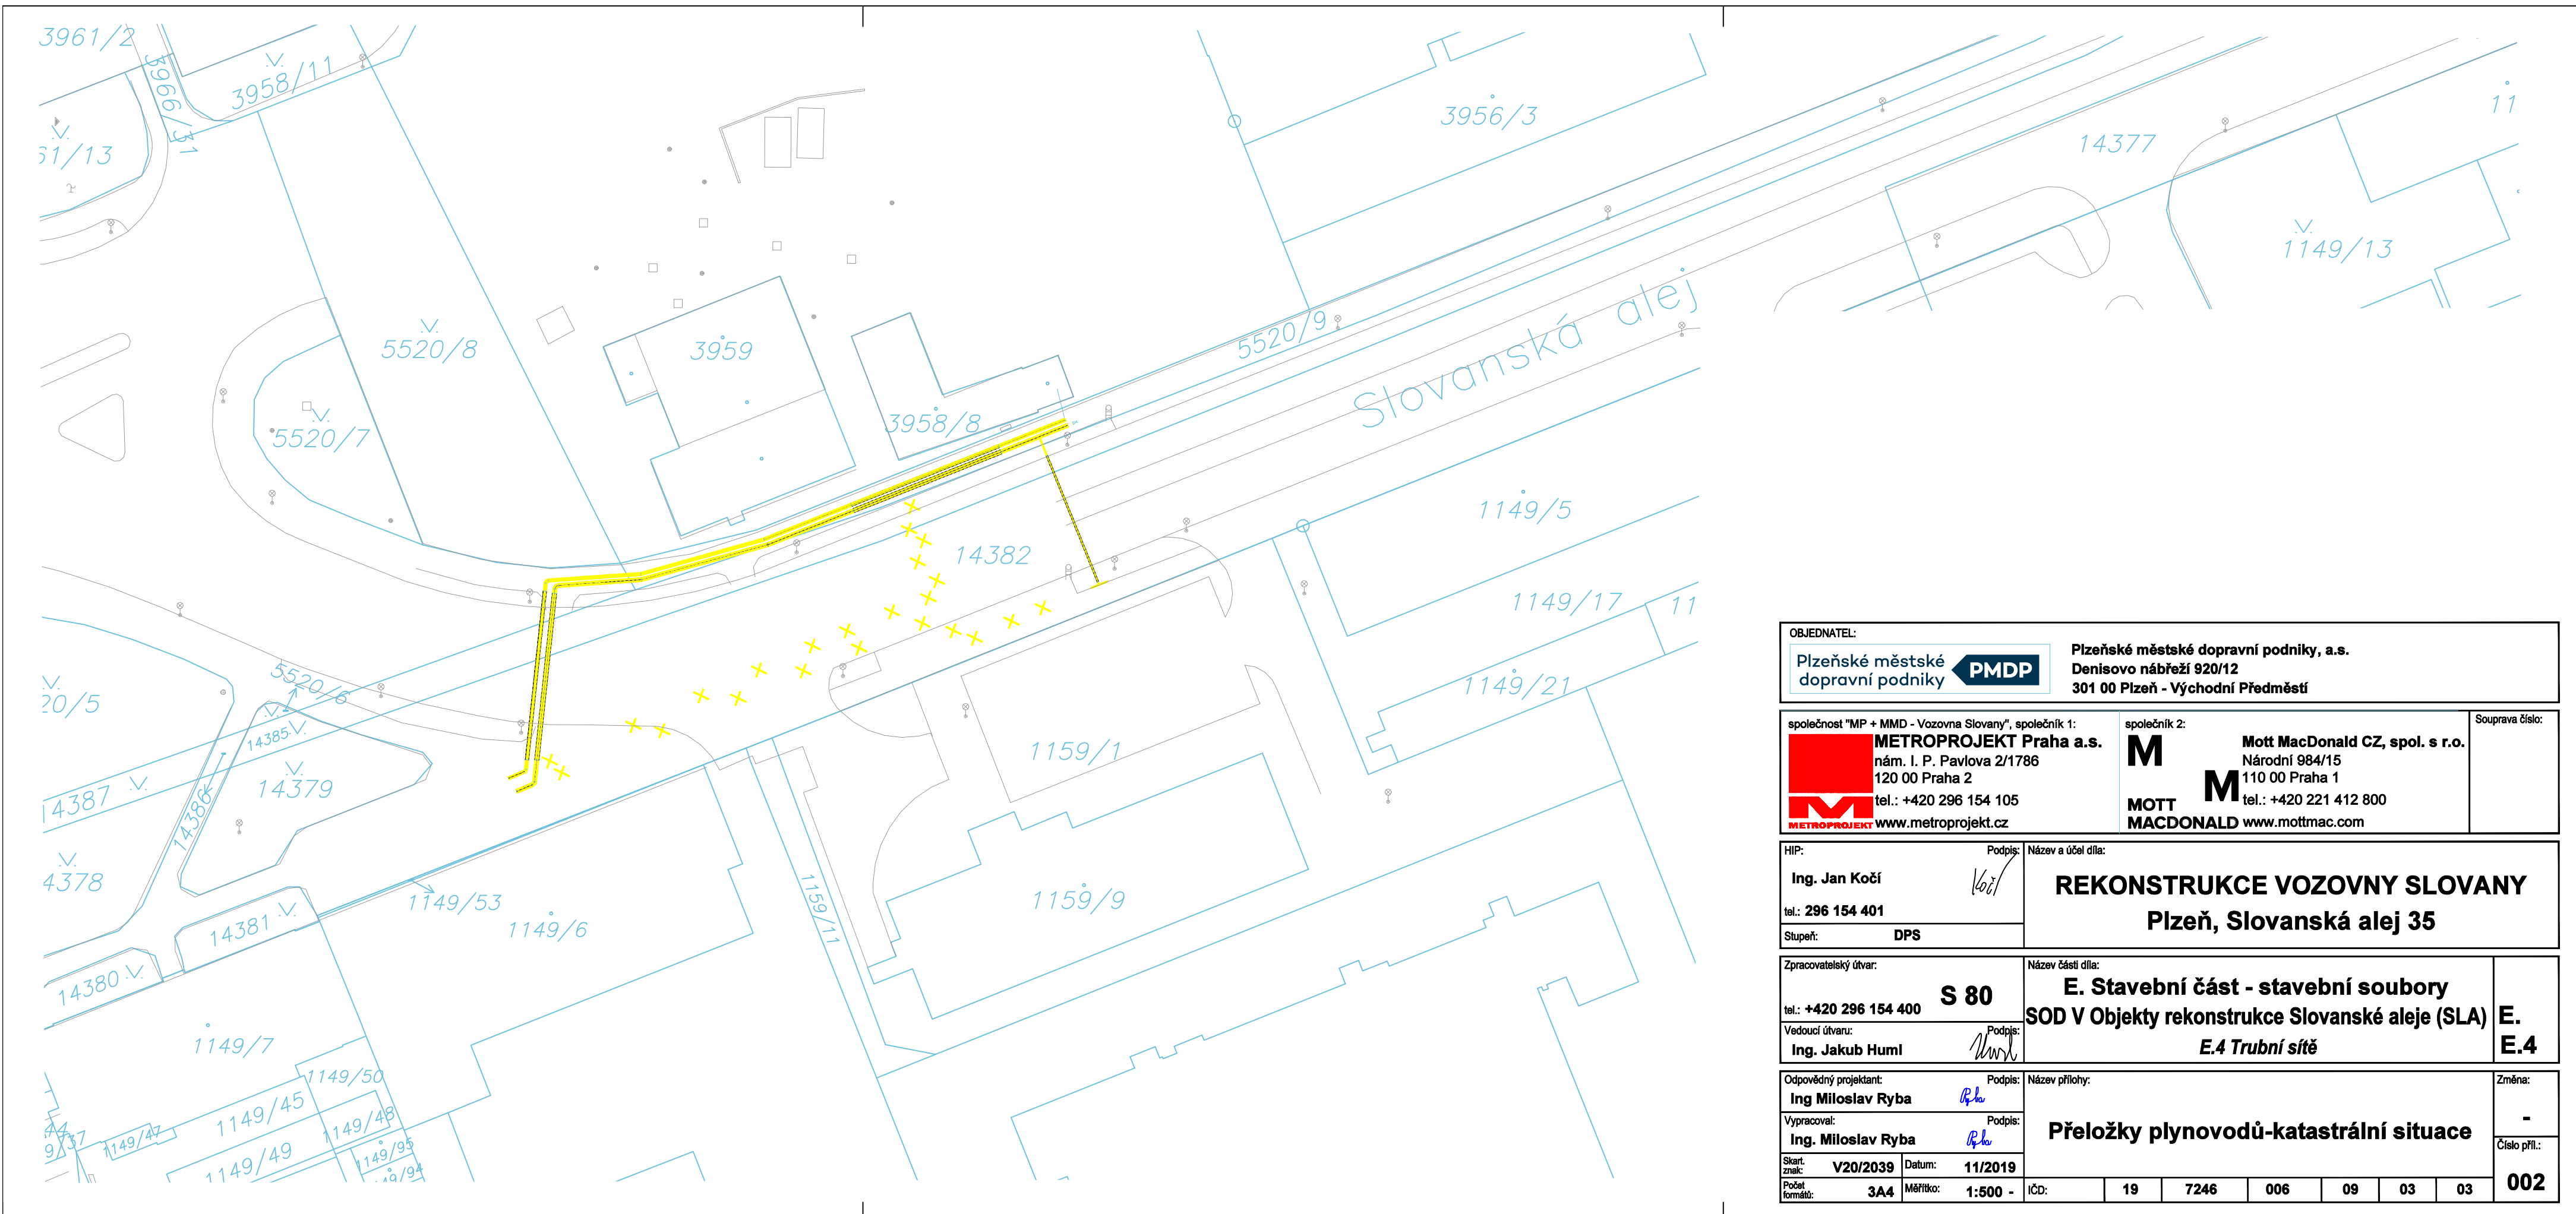 3961/2
3966/31
3958/11
61/13
3956/3
14377
11
1149/13
5520/8
3959
5520/9
Slovanská alej
5520/7
3958/8
1149/5
14382
1149/17
11
5520/6
20/5
1149/21
14385
1159/1
14379
14387
14386
4378
1149/53
1159/11
1159/9
14381
1149/6
14380
1149/7
1149/50
1149/45
1149/48
1149/47
1149/49
1149/95
49/94
44
9/37
OBJEDNATEL:
Plzeňské městské
dopravní podniky
PMDP
Plzeňské městské dopravní podniky, a.s.
Denisovo nábřeží 920/12
301 00 Plzeň - Východní Předměstí
společnost "MP + MMD - Vozovna Slovany", společník 1:
METROPROJEKT Praha a.s.
nám. I. P. Pavlova 2/1786
120 00 Praha 2
tel.: +420 296 154 105
METROPROJEKT www.metroprojekt.cz
společník 2:
M
M
MOTT
MACDONALD
Mott MacDonald CZ, spol. s r.o.
Národní 984/15
110 00 Praha 1
tel.: +420 221 412 800
www.mottmac.com
Souprava číslo:
HIP:
Podpis:
Ing. Jan Kočí
Kočí
tel.: 296 154 401
Stupeň: DPS
Název a účel díla:
REKONSTRUKCE VOZOVNY SLOVANY
Plzeň, Slovanská alej 35
Zpracovatelský útvar:
S 80
tel.: +420 296 154 400
Vedoucí útvaru:
Podpis:
Ing. Jakub Huml
Huml
Název části díla:
E. Stavební část - stavební soubory
SOD V Objekty rekonstrukce Slovanské aleje (SLA)
E.4 Trubní sítě
E.
E.4
Odpovědný projektant:
Podpis:
Ing Miloslav Ryba
Ryba
Vypracoval:
Podpis:
Ing. Miloslav Ryba
Ryba
Skart. znak: V20/2039
Datum: 11/2019
Počet formátů: 3A4
Měřítko: 1:500 -
Název přílohy:
Přeložky plynovodů-katastrální situace
IČD: 19 7246 006 09 03 03
Změna:
-
Číslo příl.:
002